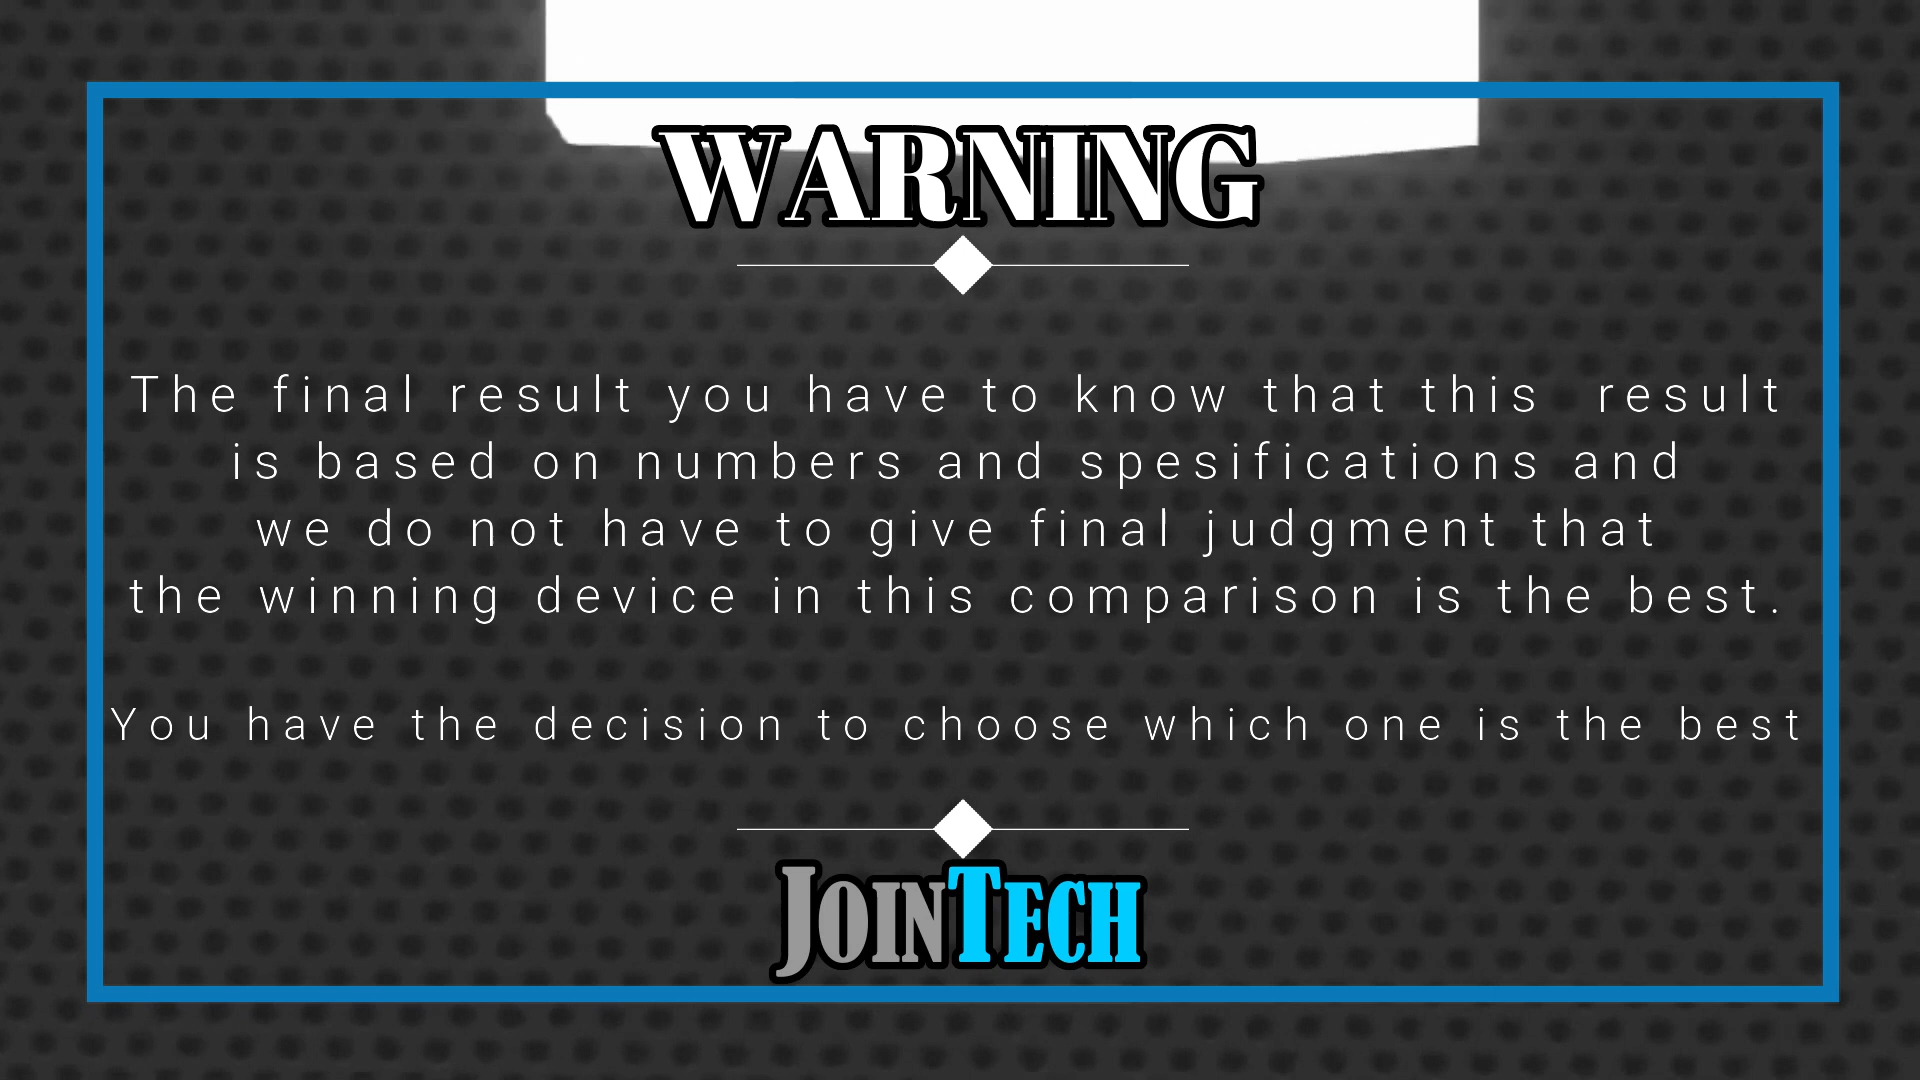 WARNING
The final result you have to know that this result
is based on numbers and spesifications and
we do not have to give final judgment that
the winning device in this comparison is the best.
You have the decision to choose which one is the best
JOINTECH